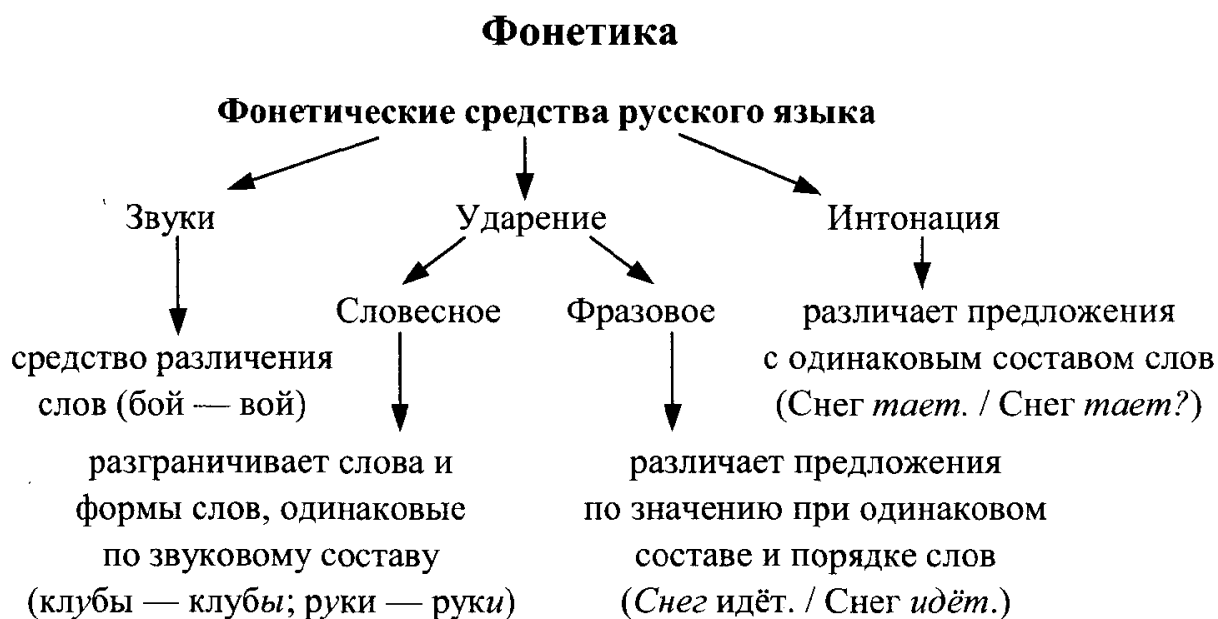 Фонетика
Фонетические средства русского языка
Звуки
Ударение
Интонация
Словесное
Фразовое
средство различения
слов (бой — вой)
различает предложения
с одинаковым составом слов
(Снег тает. / Снег тает?)
разграничивает слова и
формы слов, одинаковые
по звуковому составу
(клубы — клубы; руки — руки)
различает предложения
по значению при одинаковом
составе и порядке слов
(Снег идёт. / Снег идёт.)